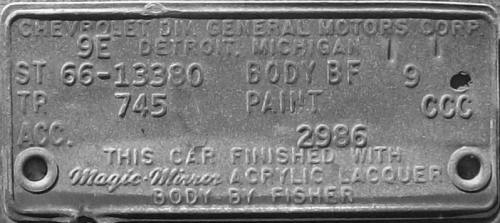 CHEVROLET DIV. GENERAL MOTORS CORP.
9E DETROIT, MICHIGAN
ST 66-13380 BODY BF 9
TR 745 PAINT CCC
ACC. 2986
THIS CAR FINISHED WITH
Magic-Mirror ACRYLIC LACQUER
BODY BY FISHER